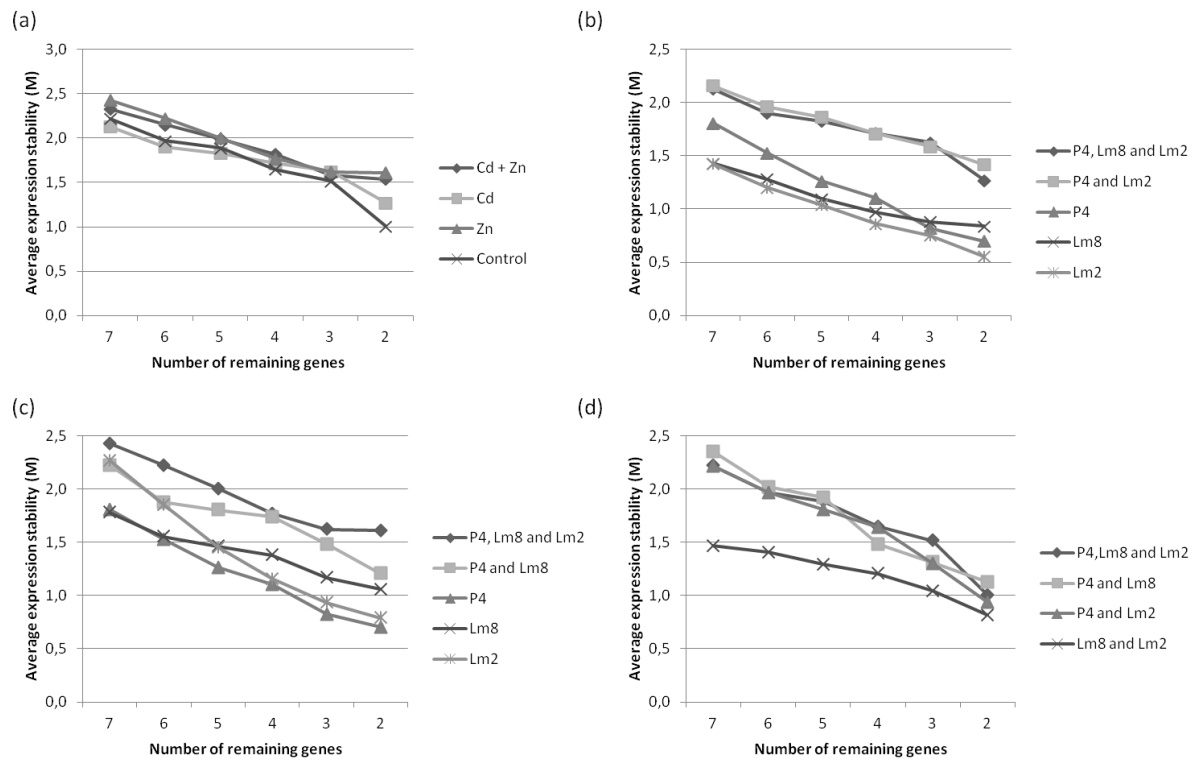 (a)
Average expression stability (M)
3,0
2,5
2,0
1,5
1,0
0,5
0,0
7 6 5 4 3 2
Number of remaining genes
Cd + Zn
Cd
Zn
Control
(b)
Average expression stability (M)
2,5
2,0
1,5
1,0
0,5
0,0
7 6 5 4 3 2
Number of remaining genes
P4, Lm8 and Lm2
P4 and Lm2
P4
Lm8
Lm2
(c)
Average expression stability (M)
2,5
2,0
1,5
1,0
0,5
0,0
7 6 5 4 3 2
Number of remaining genes
P4, Lm8 and Lm2
P4 and Lm8
P4
Lm8
Lm2
(d)
Average expression stability (M)
2,5
2,0
1,5
1,0
0,5
0,0
7 6 5 4 3 2
Number of remaining genes
P4,Lm8 and Lm2
P4 and Lm8
P4 and Lm2
Lm8 and Lm2